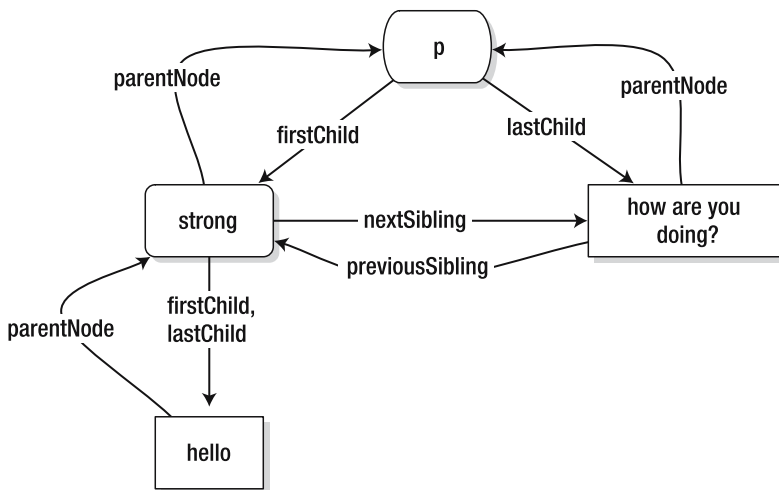 p
parentNode
parentNode
firstChild
lastChild
strong
nextSibling
how are you
doing?
previousSibling
firstChild,
lastChild
parentNode
hello